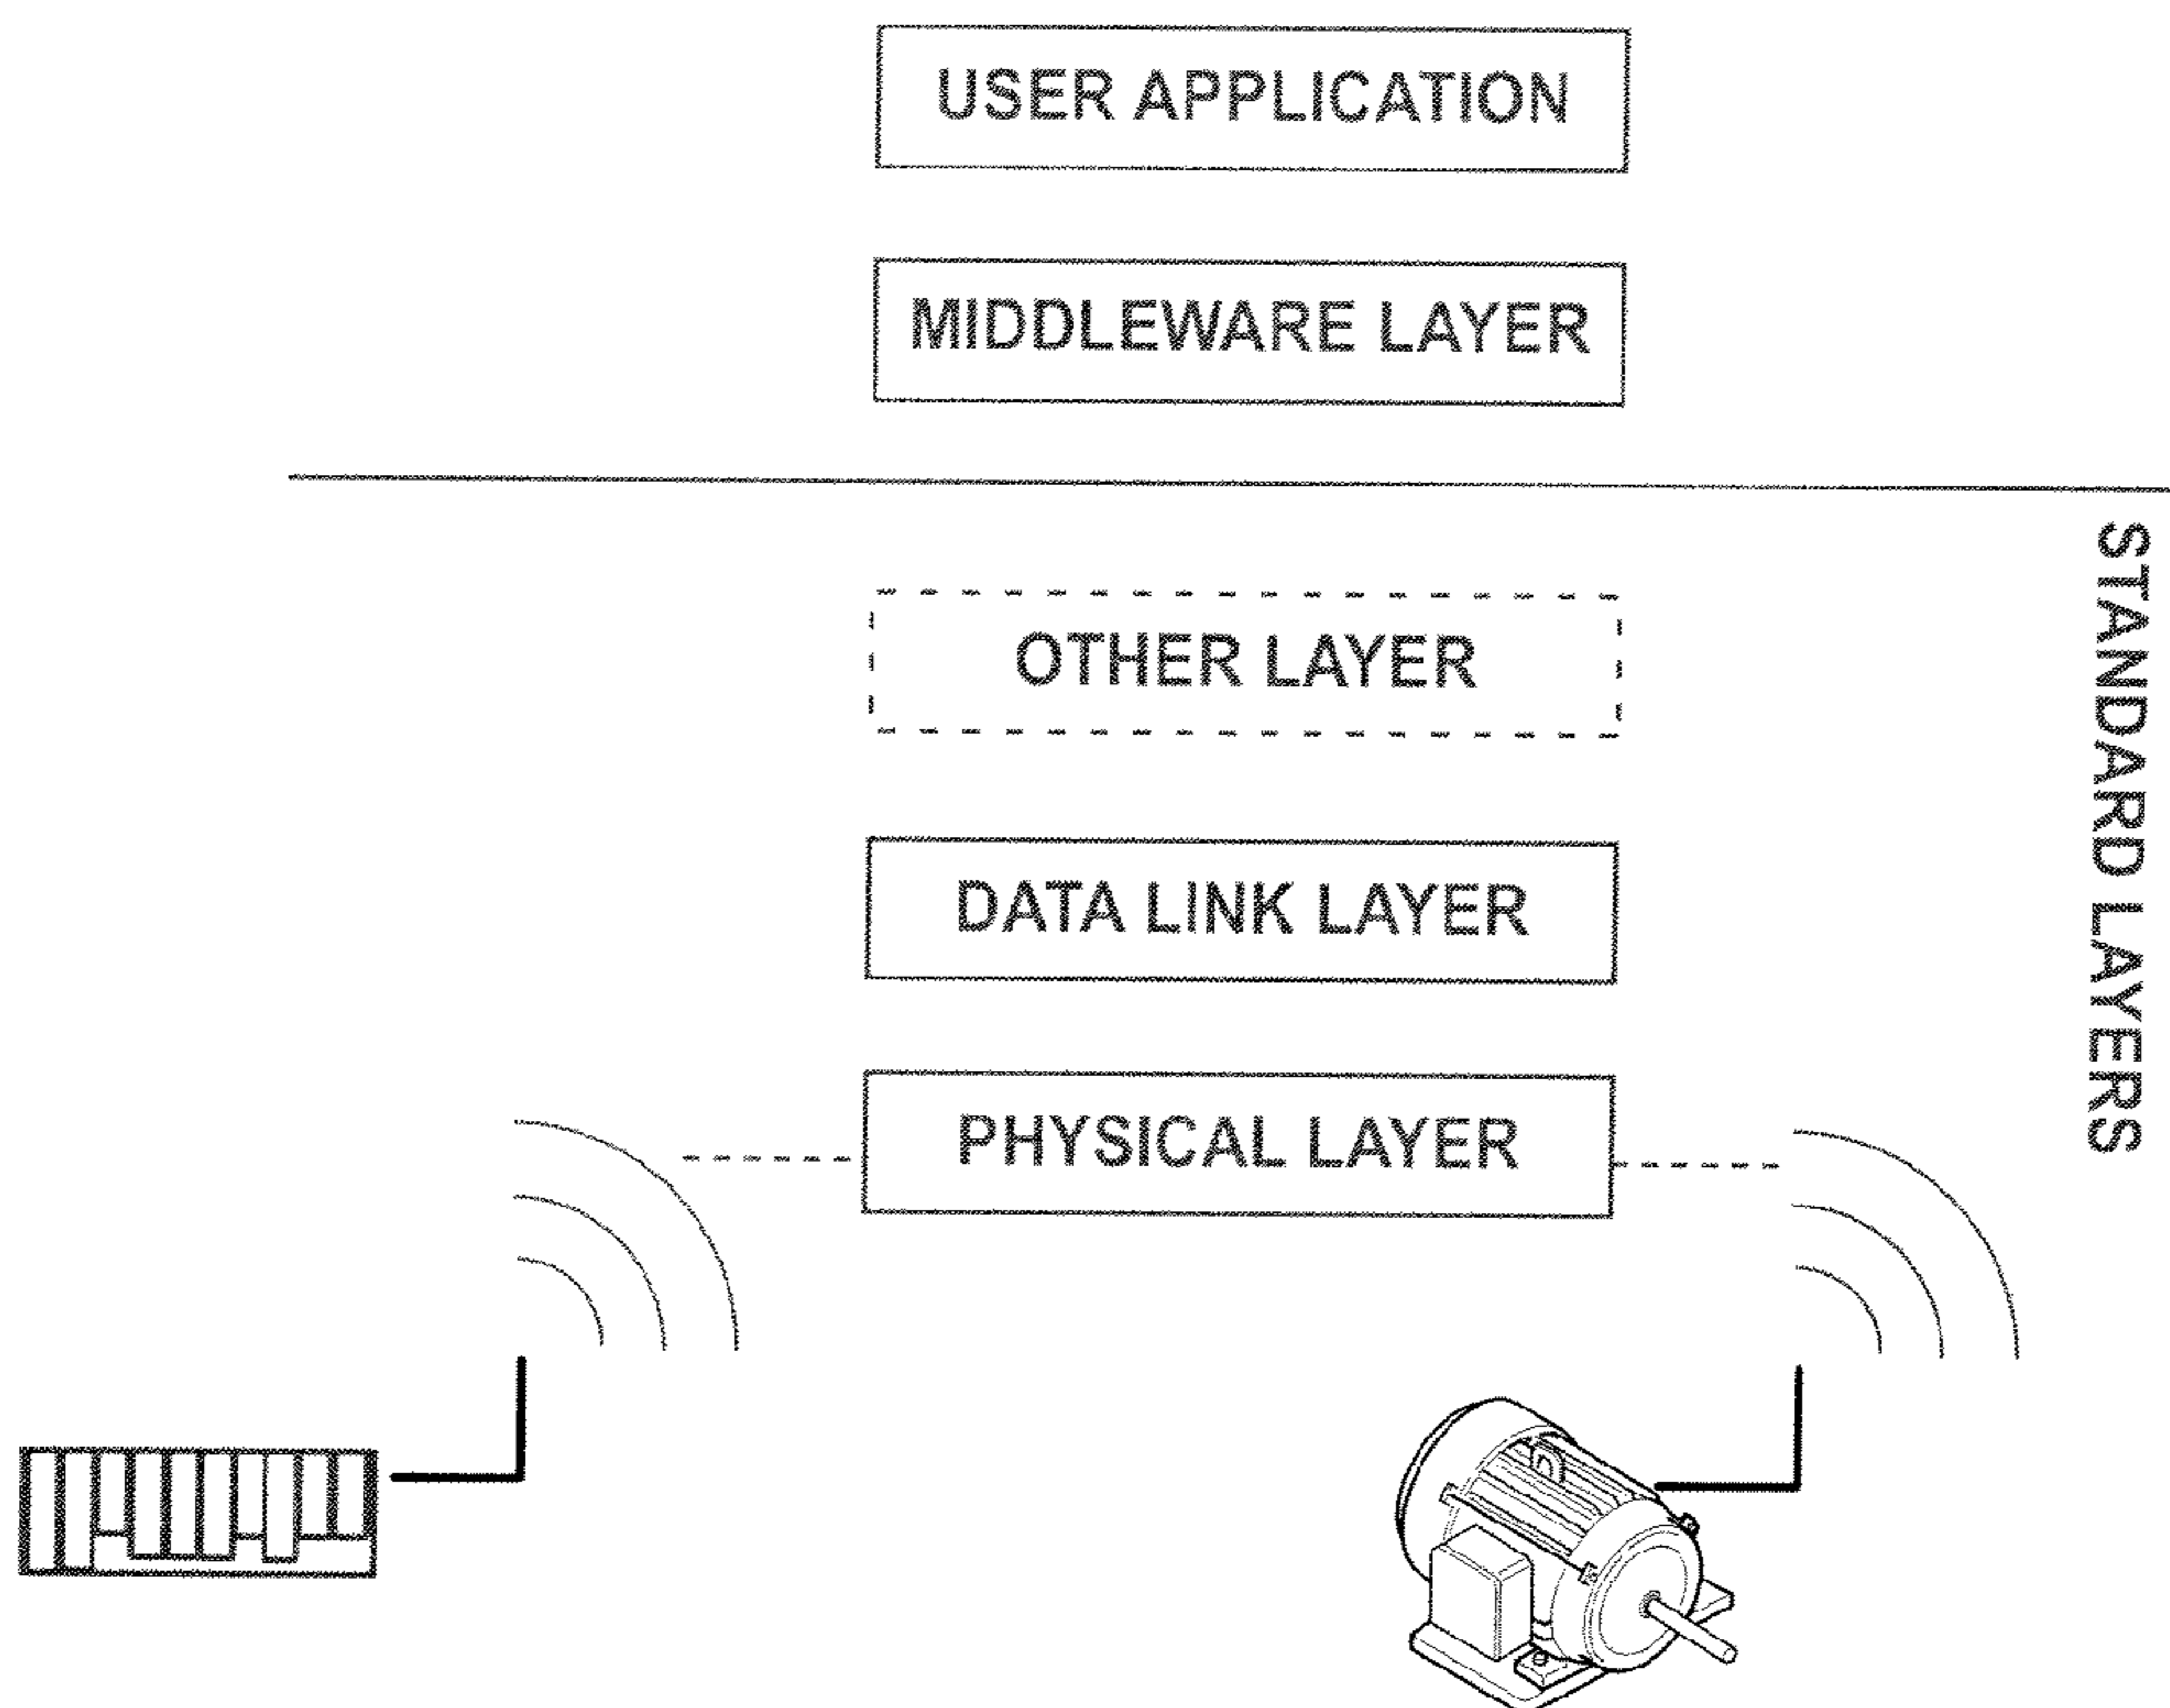 USER APPLICATION
MIDDLEWARE LAYER
OTHER LAYER
DATA LINK LAYER
PHYSICAL LAYER
STANDARD LAYERS